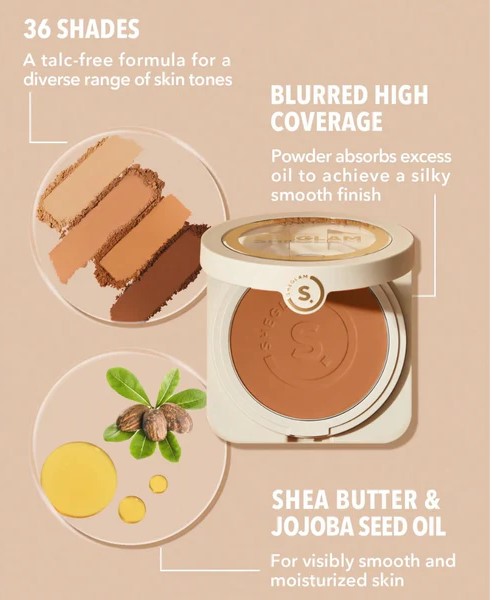 36 SHADES
A talc-free formula for a
diverse range of skin tones
BLURRED HIGH
COVERAGE
Powder absorbs excess
oil to achieve a silky
smooth finish
SHEGLAM
SHEGLAM
S.
SHEGL
S.
SHEA BUTTER &
JOJOBA SEED OIL
For visibly smooth and
moisturized skin